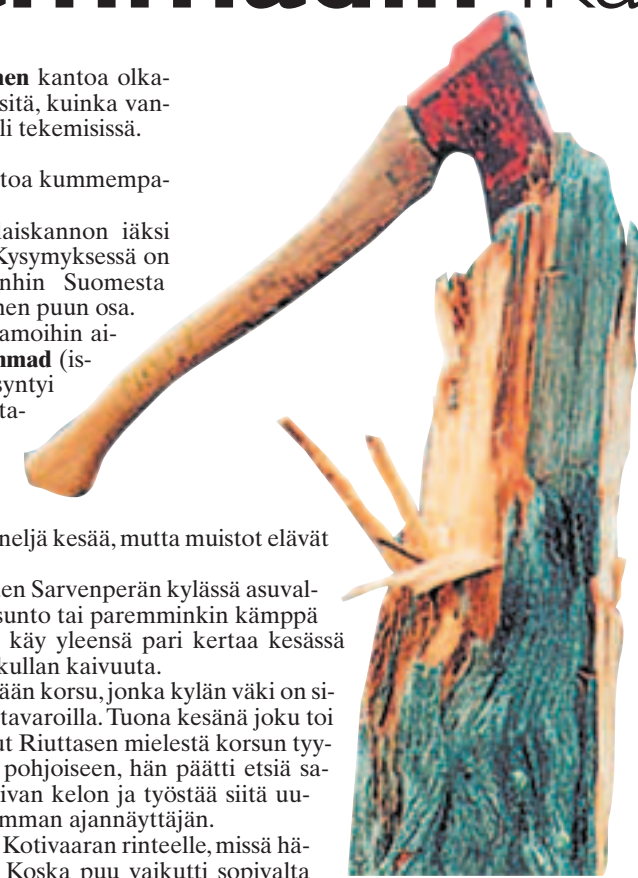 nen kantoa olka-
sitä, kuinka van-
li tekemisissä.
toa kummempa-
laiskannon iäksi
Kysymyksessä on
nhin Suomesta
nen puun osa.
amoihin ai-
nmad (is-
syntyi
ta-
neljä kesää, mutta muistot elävät
en Sarvenperän kylässä asuval-
sunto tai paremminkin kämppä
käy yleensä pari kertaa kesässä
kullan kaivuuta.
ään korsu, jonka kylän väki on si-
tavaroilla. Tuona kesänä joku toi
ut Riuttasen mielestä korsun tyy-
pohjoiseen, hän päätti etsiä sa-
ivan kelon ja työstää siitä uu-
mman ajannäyttäjän.
Kotivaaran rinteelle, missä hä-
Koska puu vaikutti sopivalta